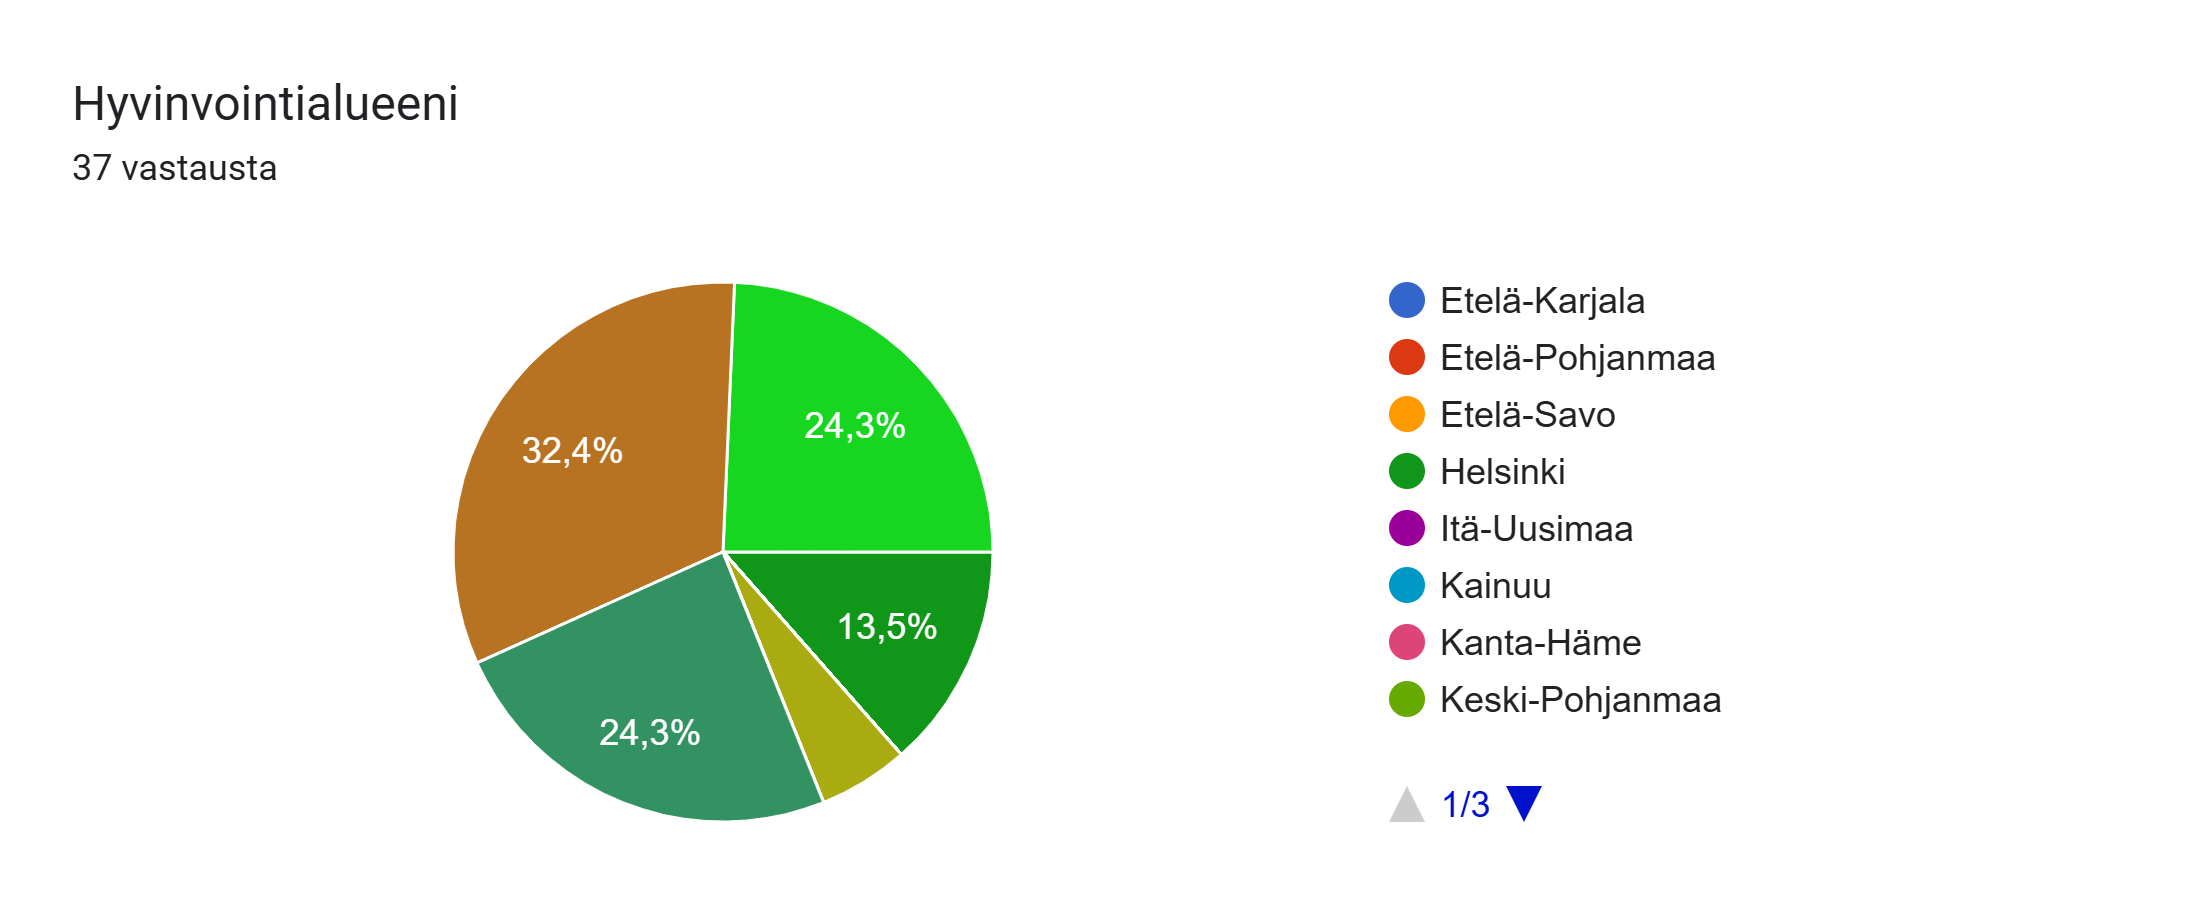 Hyvinvointialueeni
37 vastausta
24,3%
32,4%
13,5%
24,3%
Etelä-Karjala
Etelä-Pohjanmaa
Etelä-Savo
Helsinki
Itä-Uusimaa
Kainuu
Kanta-Häme
Keski-Pohjanmaa
1/3